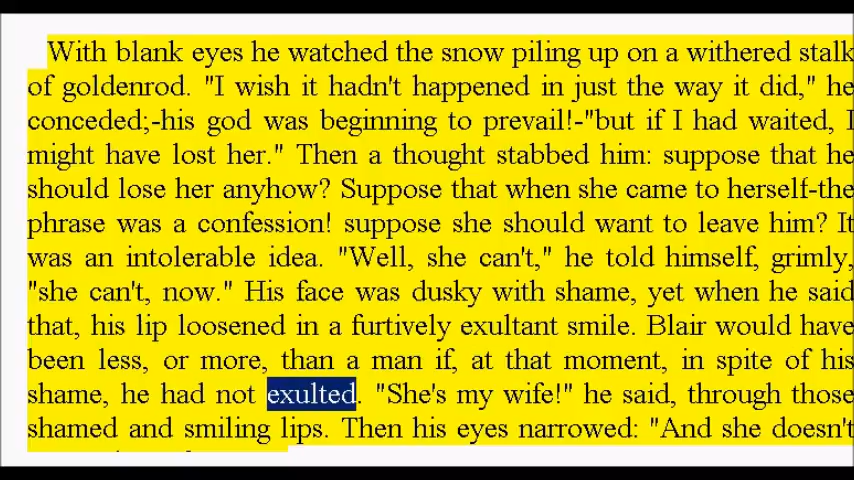 With blank eyes he watched the snow piling up on a withered stalk
of goldenrod. "I wish it hadn't happened in just the way it did," he
conceded;-his god was beginning to prevail!-"but if I had waited, I
might have lost her." Then a thought stabbed him: suppose that he
should lose her anyhow? Suppose that when she came to herself-the
phrase was a confession! suppose she should want to leave him? It
was an intolerable idea. "Well, she can't," he told himself, grimly,
"she can't, now." His face was dusky with shame, yet when he said
that, his lip loosened in a furtively exultant smile. Blair would have
been less, or more, than a man if, at that moment, in spite of his
shame, he had not exulted. "She's my wife!" he said, through those
shamed and smiling lips. Then his eyes narrowed: "And she doesn't